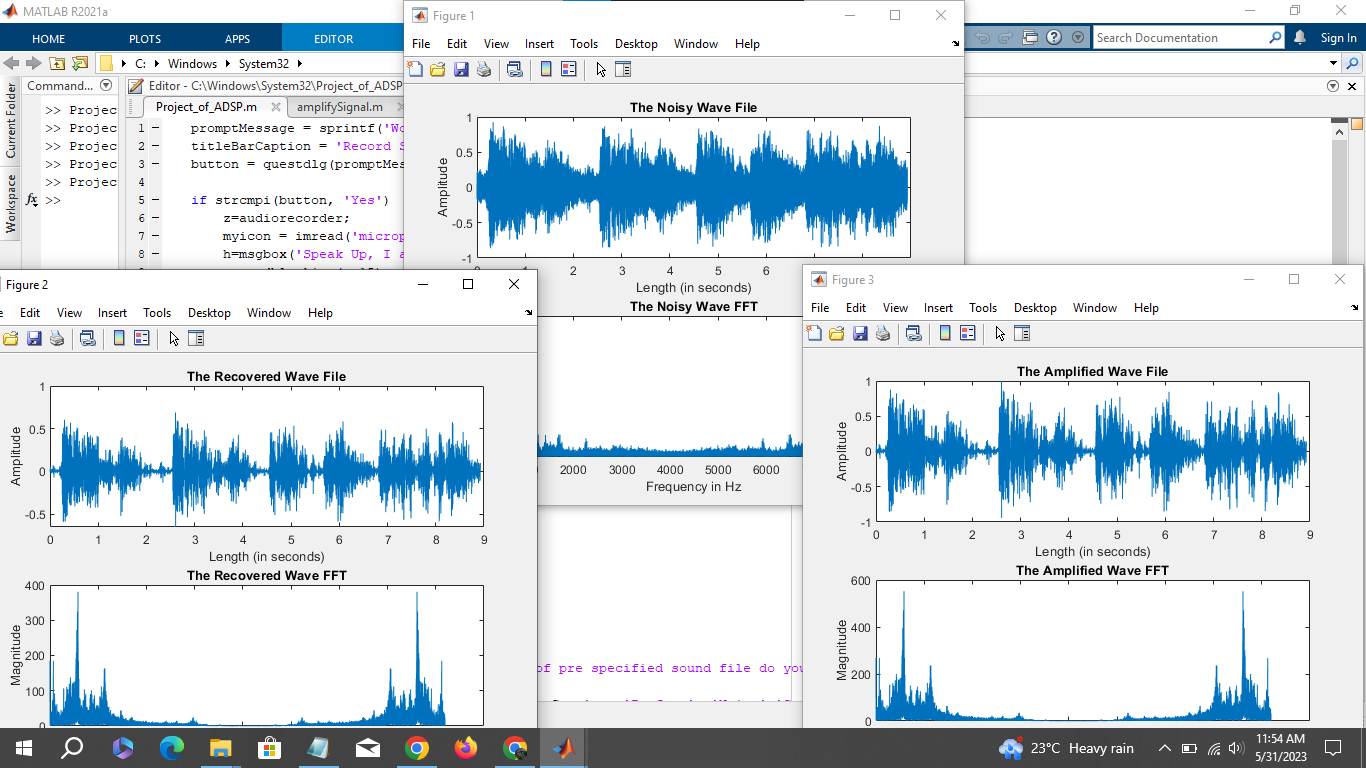 MATLAB R2021a
HOME
PLOTS
APPS
EDITOR
Search Documentation
Sign In
C:
Windows
System32
Current Folder
Workspace
Command...
>> Projec
>> Projec
>> Projec
>> Projec
>> Projec
fx >>
Editor - C:\Windows\System32\Project_of_ADSP
Project_of_ADSP.m
amplifySignal.m
1 promptMessage = sprintf('Wo
2 titleBarCaption = 'Record S
3 button = questdlg(promptMes
4
5 if strcmpi(button, 'Yes')
6 z=audiorecorder;
7 myicon = imread('microp
8 h=msgbox('Speak Up, I a
of pre specified sound file do you
Figure 1
File Edit View Insert Tools Desktop Window Help
The Noisy Wave File
1
0.5
0
-0.5
-1
Amplitude
2 3 4 5 6
Length (in seconds)
The Noisy Wave FFT
2000 3000 4000 5000 6000
Frequency in Hz
Figure 2
Edit View Insert Tools Desktop Window Help
The Recovered Wave File
1
0.5
0
-0.5
Amplitude
0 1 2 3 4 5 6 7 8 9
Length (in seconds)
The Recovered Wave FFT
400
300
200
100
0
Magnitude
Figure 3
File Edit View Insert Tools Desktop Window Help
The Amplified Wave File
1
0.5
0
-0.5
-1
Amplitude
0 1 2 3 4 5 6 7 8 9
Length (in seconds)
The Amplified Wave FFT
600
400
200
0
Magnitude
23°C Heavy rain
11:54 AM
5/31/2023